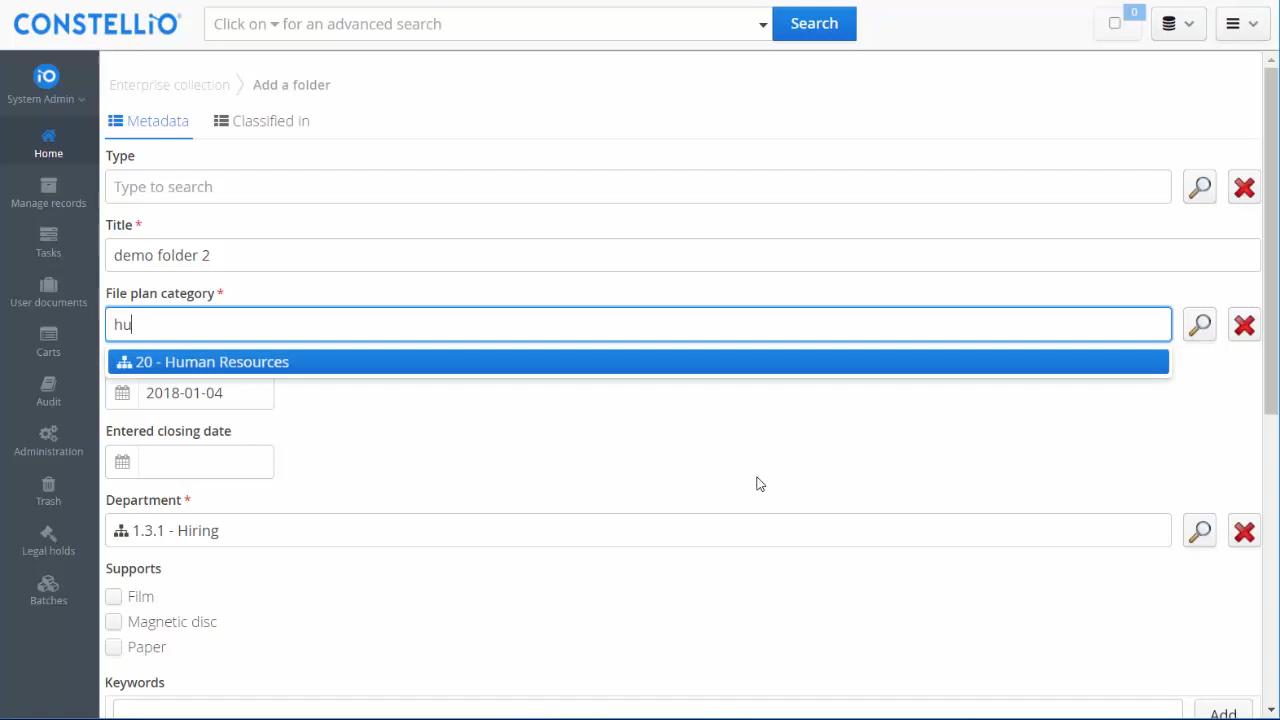 CONSTELLiO
Click on for an advanced search
Search
0
iO
System Admin
Home
Manage records
Tasks
User documents
Carts
Audit
Administration
Trash
Legal holds
Batches
Enterprise collection
Add a folder
Metadata
Classified in
Type
Type to search
Title *
demo folder 2
File plan category *
hu
20 - Human Resources
2018-01-04
Entered closing date
Department *
1.3.1 - Hiring
Supports
Film
Magnetic disc
Paper
Keywords
Add